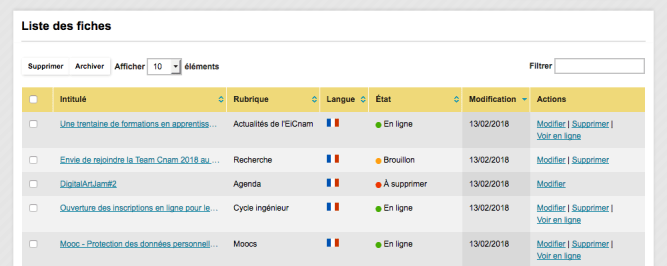 Liste des fiches
Supprimer Archiver Afficher 10 éléments Filtrer
Intitulé Rubrique Langue État Modification Actions
Une trentaine de formations en apprentiss... Actualités de l'EiCnam En ligne 13/02/2018 Modifier | Supprimer |
Voir en ligne
Envie de rejoindre la Team Cnam 2018 au ... Recherche Brouillon 13/02/2018 Modifier | Supprimer
DigitalArtJam#2 Agenda À supprimer 13/02/2018 Modifier
Ouverture des inscriptions en ligne pour le... Cycle ingénieur En ligne 13/02/2018 Modifier | Supprimer |
Voir en ligne
Mooc - Protection des données personnell... Moocs En ligne 13/02/2018 Modifier | Supprimer |
Voir en ligne